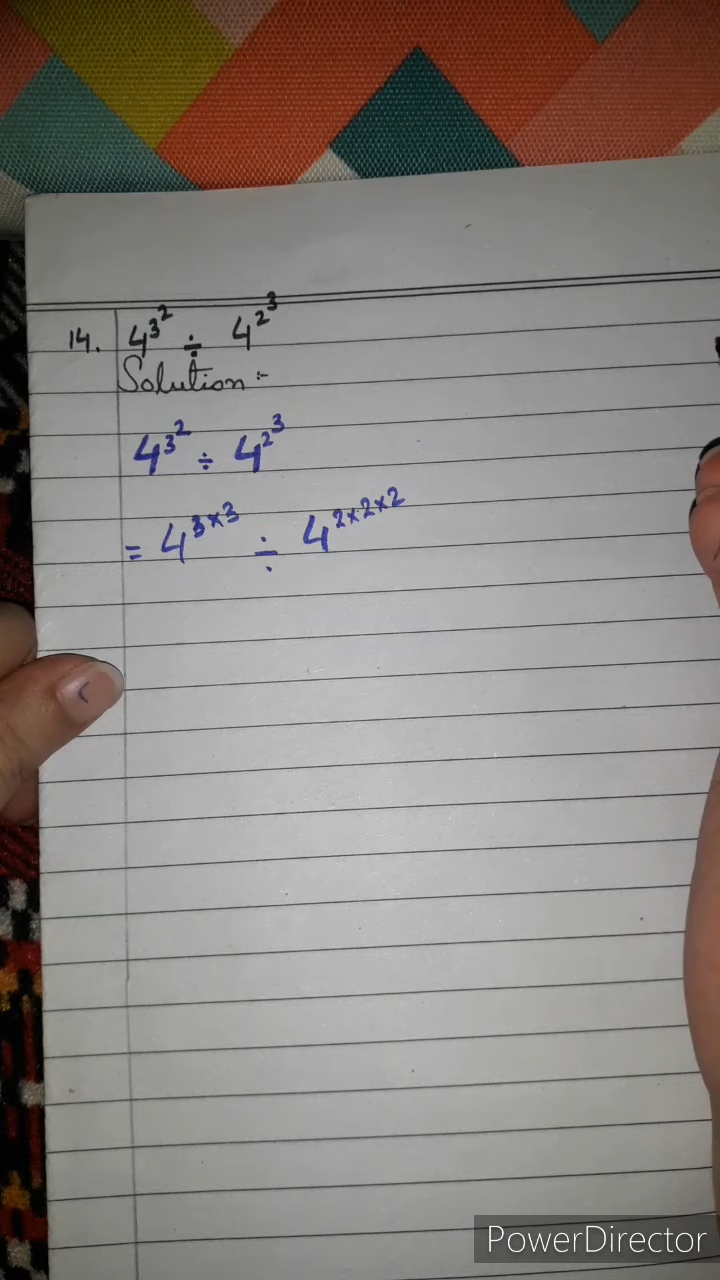 14. 4^3^2 ÷ 4^2^3
Solution :-
4^3^2 ÷ 4^2^3
= 4^3×3 ÷ 4^2×2×2
PowerDirector